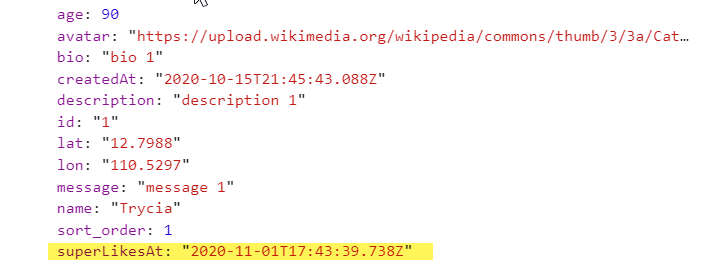 age: 90
avatar: "https://upload.wikimedia.org/wikipedia/commons/thumb/3/3a/Cat…
bio: "bio 1"
createdAt: "2020-10-15T21:45:43.088Z"
description: "description 1"
id: "1"
lat: "12.7988"
lon: "110.5297"
message: "message 1"
name: "Trycia"
sort_order: 1
superLikesAt: "2020-11-01T17:43:39.738Z"